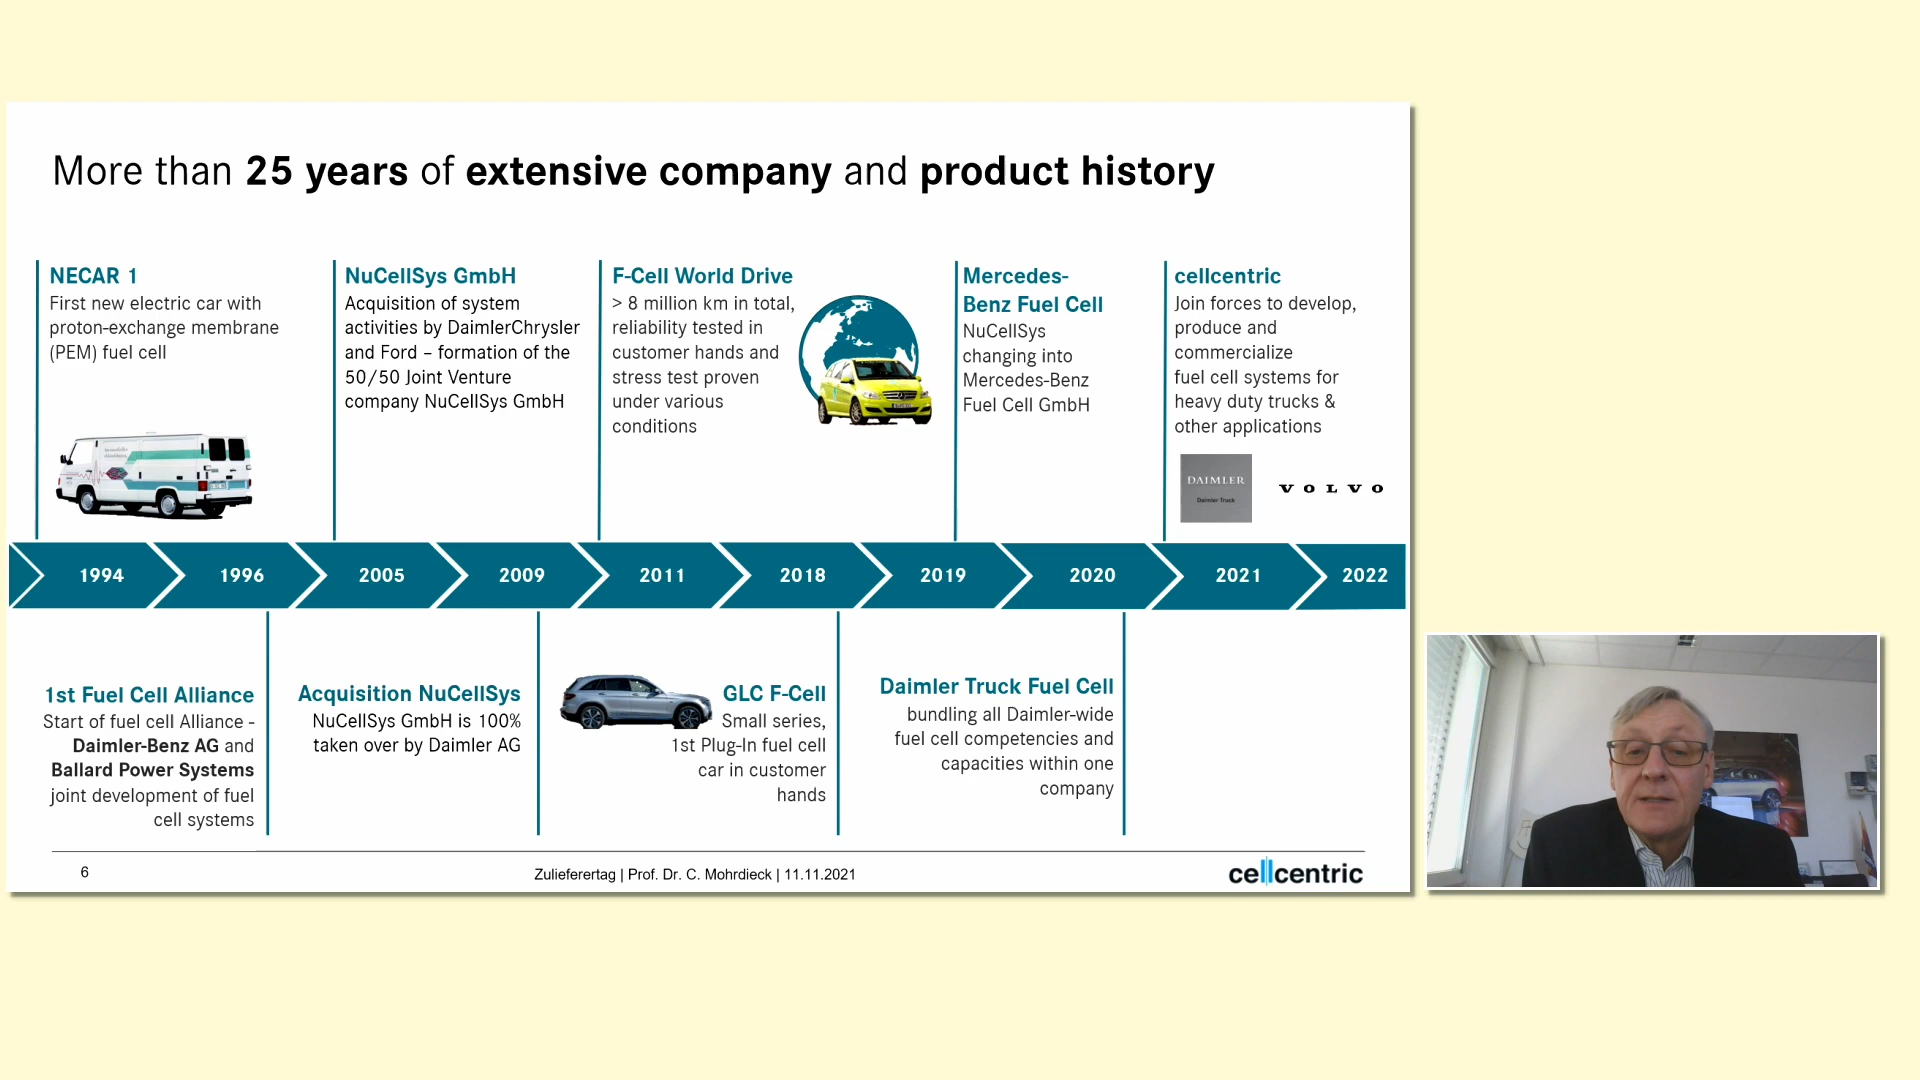 More than 25 years of extensive company and product history
NECAR 1
First new electric car with
proton-exchange membrane
(PEM) fuel cell
NuCellSys GmbH
Acquisition of system
activities by DaimlerChrysler
and Ford – formation of the
50/50 Joint Venture
company NuCellSys GmbH
F-Cell World Drive
> 8 million km in total,
reliability tested in
customer hands and
stress test proven
under various
conditions
Mercedes-
Benz Fuel Cell
NuCellSys
changing into
Mercedes-Benz
Fuel Cell GmbH
cellcentric
Join forces to develop,
produce and
commercialize
fuel cell systems for
heavy duty trucks &
other applications
DAIMLER
Daimler Truck
VOLVO
1994
1996
2005
2009
2011
2018
2019
2020
2021
2022
1st Fuel Cell Alliance
Start of fuel cell Alliance -
Daimler-Benz AG and
Ballard Power Systems
joint development of fuel
cell systems
Acquisition NuCellSys
NuCellSys GmbH is 100%
taken over by Daimler AG
GLC F-Cell
Small series,
1st Plug-In fuel cell
car in customer
hands
Daimler Truck Fuel Cell
bundling all Daimler-wide
fuel cell competencies and
capacities within one
company
6
Zulieferertag | Prof. Dr. C. Mohrdieck | 11.11.2021
cellcentric